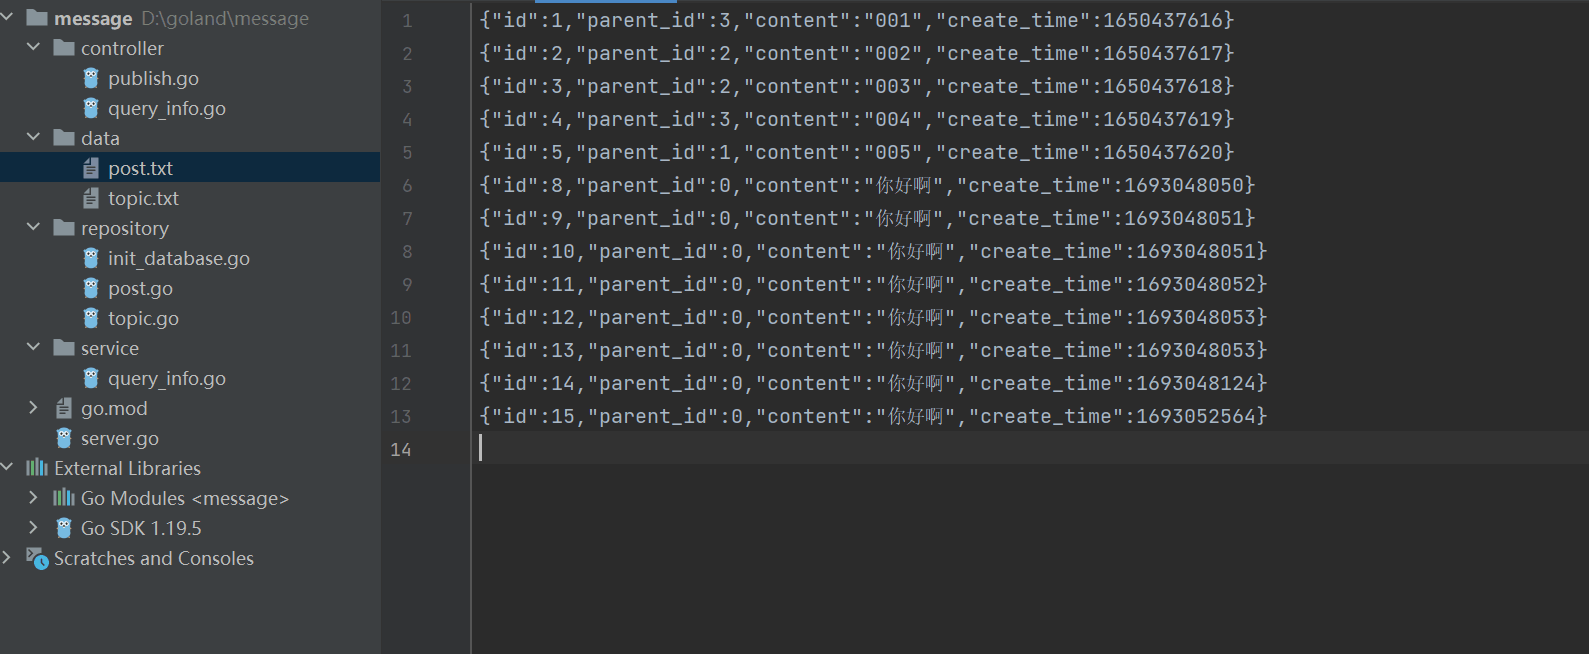 message D:\goland\message
controller
publish.go
query_info.go
data
post.txt
topic.txt
repository
init_database.go
post.go
topic.go
service
query_info.go
go.mod
server.go
External Libraries
Go Modules <message>
Go SDK 1.19.5
Scratches and Consoles
1 {"id":1,"parent_id":3,"content":"001","create_time":1650437616}
2 {"id":2,"parent_id":2,"content":"002","create_time":1650437617}
3 {"id":3,"parent_id":2,"content":"003","create_time":1650437618}
4 {"id":4,"parent_id":3,"content":"004","create_time":1650437619}
5 {"id":5,"parent_id":1,"content":"005","create_time":1650437620}
6 {"id":8,"parent_id":0,"content":"你好啊","create_time":1693048050}
7 {"id":9,"parent_id":0,"content":"你好啊","create_time":1693048051}
8 {"id":10,"parent_id":0,"content":"你好啊","create_time":1693048051}
9 {"id":11,"parent_id":0,"content":"你好啊","create_time":1693048052}
10 {"id":12,"parent_id":0,"content":"你好啊","create_time":1693048053}
11 {"id":13,"parent_id":0,"content":"你好啊","create_time":1693048053}
12 {"id":14,"parent_id":0,"content":"你好啊","create_time":1693048124}
13 {"id":15,"parent_id":0,"content":"你好啊","create_time":1693052564}
14